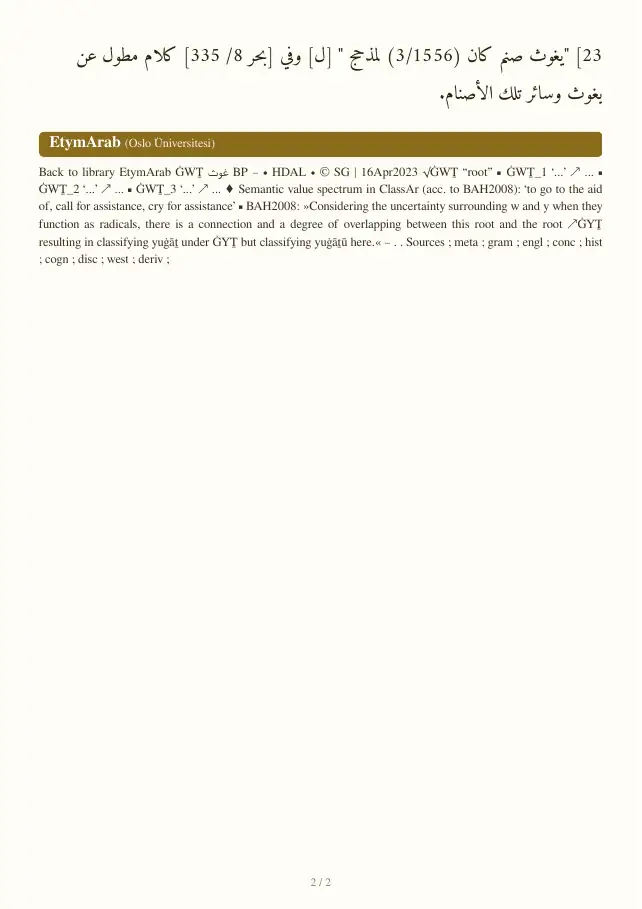 23] "يغوث صنم كان (3/1556) لمذحج " [ل] وفي [بحر 8/ 335] كلام مطول عن
يغوث وسائر تلك الأصنام.
EtymArab (Oslo Üniversitesi)
Back to library EtymArab ĠWṮ غوث BP – • HDAL • © SG | 16Apr2023 √ĠWṮ “root” ▪ ĠWṮ_1 ‘...’ ↗ ... ▪
ĠWṮ_2 ‘...’ ↗ ... ▪ ĠWṮ_3 ‘...’ ↗ ... ♦ Semantic value spectrum in ClassAr (acc. to BAH2008): ‘to go to the aid
of, call for assistance, cry for assistance’ ▪ BAH2008: »Considering the uncertainty surrounding w and y when they
function as radicals, there is a connection and a degree of overlapping between this root and the root ↗ĠYṮ
resulting in classifying yuġāṯ under ĠYṮ but classifying yuġāṯū here.« – . . Sources ; meta ; gram ; engl ; conc ; hist
; cogn ; disc ; west ; deriv ;
2 / 2